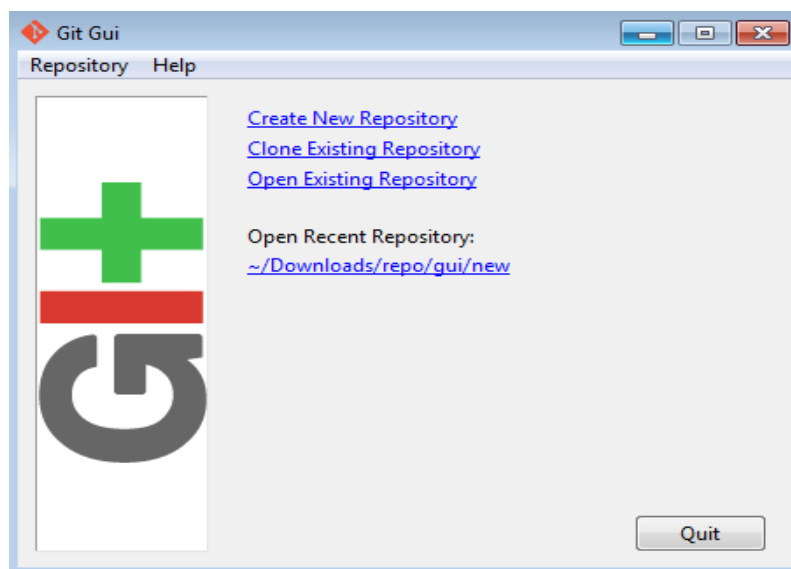 Git Gui
Repository Help
Create New Repository
Clone Existing Repository
Open Existing Repository
Open Recent Repository:
~/Downloads/repo/gui/new
GIt
Quit